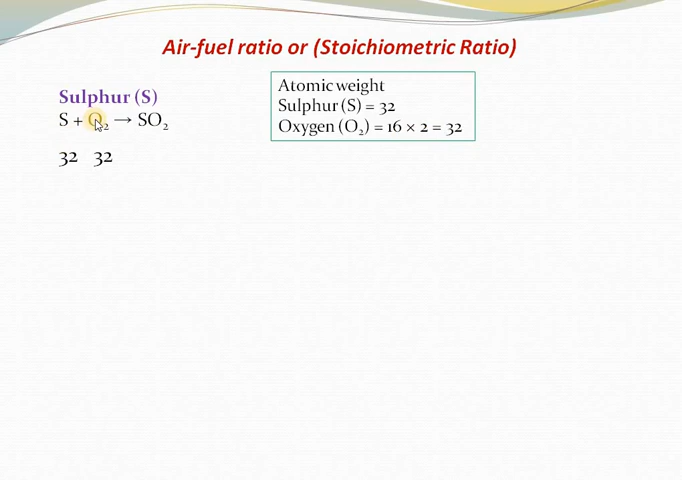 Air-fuel ratio or (Stoichiometric Ratio)
Sulphur (S)
S + O₂ → SO₂
32 32
Atomic weight
Sulphur (S) = 32
Oxygen (O₂) = 16 × 2 = 32